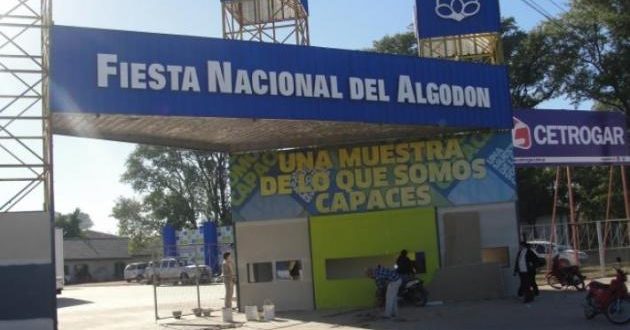 FIESTA NACIONAL DEL ALGODON
CETROGAR
UNA MUESTRA
DE LO QUE SOMOS
CAPACES